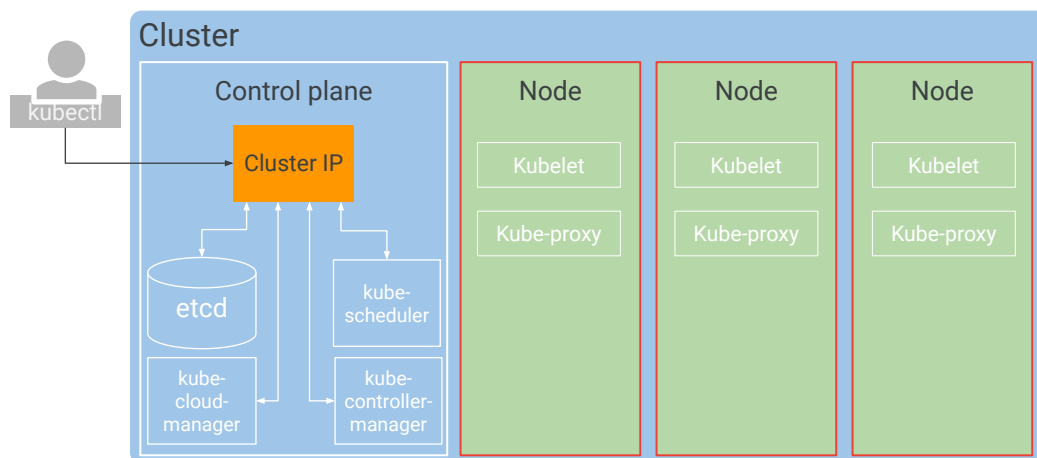 Cluster
kubectl
Control plane
Cluster IP
etcd
kube-
scheduler
kube-
cloud-
manager
kube-
controller-
manager
Node
Kubelet
Kube-proxy
Node
Kubelet
Kube-proxy
Node
Kubelet
Kube-proxy